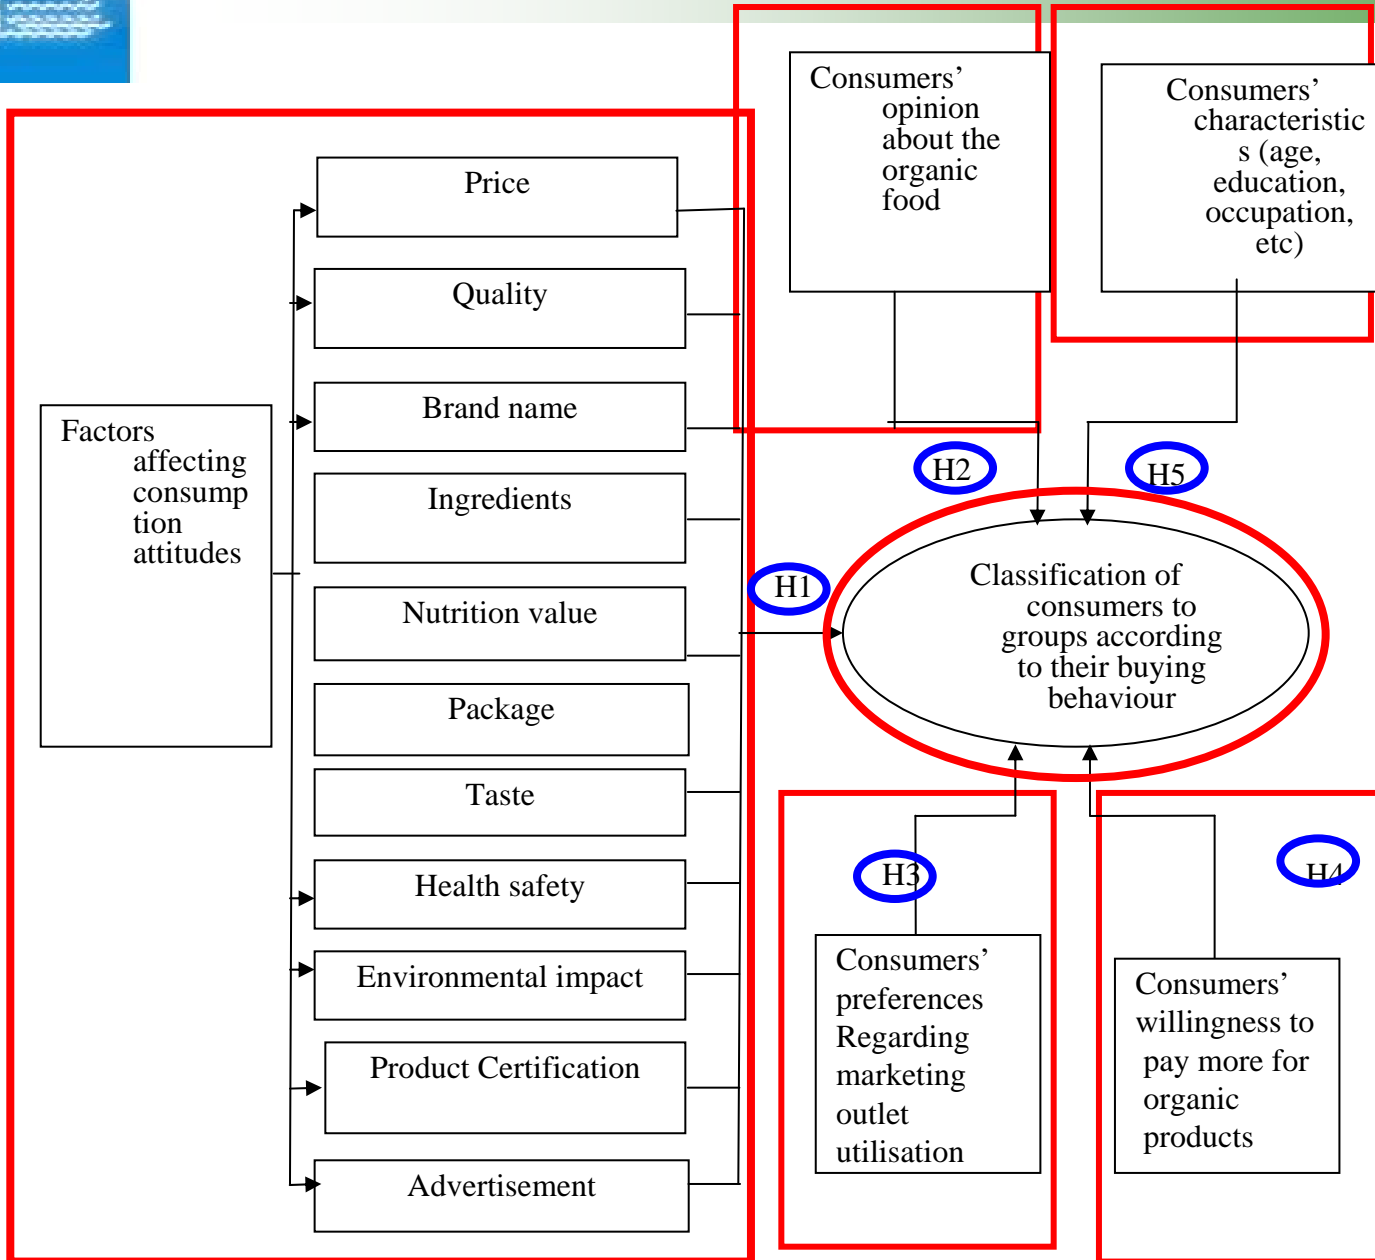 Consumers’
opinion
about the
organic
food
Consumers’
characteristic
s (age,
education,
occupation,
etc)
Price
Quality
Brand name
Ingredients
Nutrition value
Package
Taste
Health safety
Environmental impact
Product Certification
Advertisement
Factors
affecting
consump
tion
attitudes
H2
H5
H1
Classification of
consumers to
groups according
to their buying
behaviour
H3
H4
Consumers’
preferences
Regarding
marketing
outlet
utilisation
Consumers’
willingness to
pay more for
organic
products